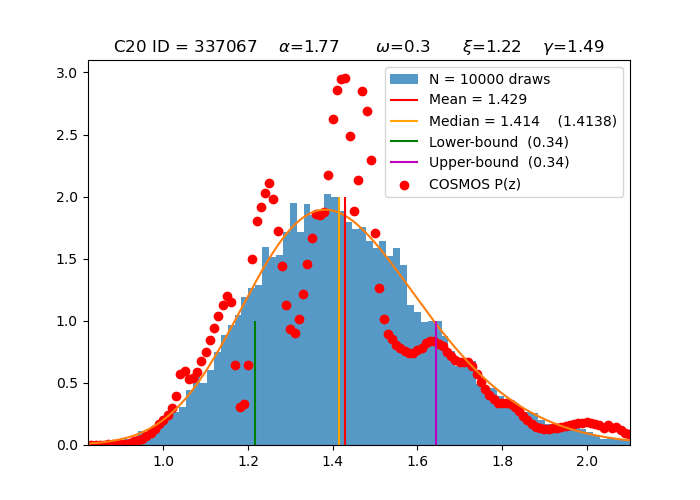 C20 ID = 337067 α=1.77 ω=0.3 ξ=1.22 γ=1.49
N = 10000 draws
Mean = 1.429
Median = 1.414 (1.4138)
Lower-bound (0.34)
Upper-bound (0.34)
COSMOS P(z)
3.0
2.5
2.0
1.5
1.0
0.5
0.0
1.0 1.2 1.4 1.6 1.8 2.0